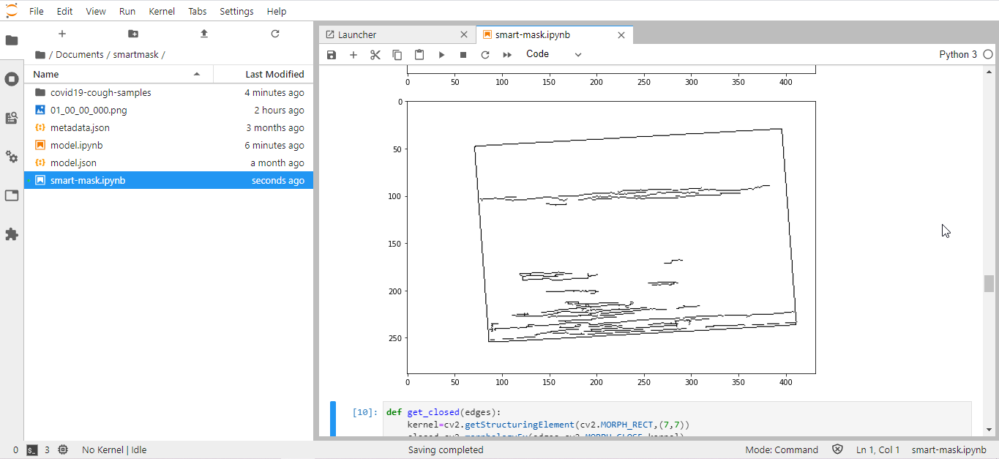 File Edit View Run Kernel Tabs Settings Help
/ Documents / smartmask /
Name Last Modified
covid19-cough-samples 4 minutes ago
01_00_00_000.png 2 hours ago
metadata.json 3 months ago
model.ipynb 6 minutes ago
model.json a month ago
smart-mask.ipynb seconds ago
Launcher smart-mask.ipynb
Code Python 3
0 50 100 150 200 250 300 350 400
0
50
100
150
200
250
0 50 100 150 200 250 300 350 400
[10]: def get_closed(edges):
kernel=cv2.getStructuringElement(cv2.MORPH_RECT,(7,7))
closed=cv2.morphologyEx(edges,cv2.MORPH_CLOSE,kernel)
0 $_ 3 No Kernel | Idle Saving completed Mode: Command Ln 1, Col 1 smart-mask.ipynb